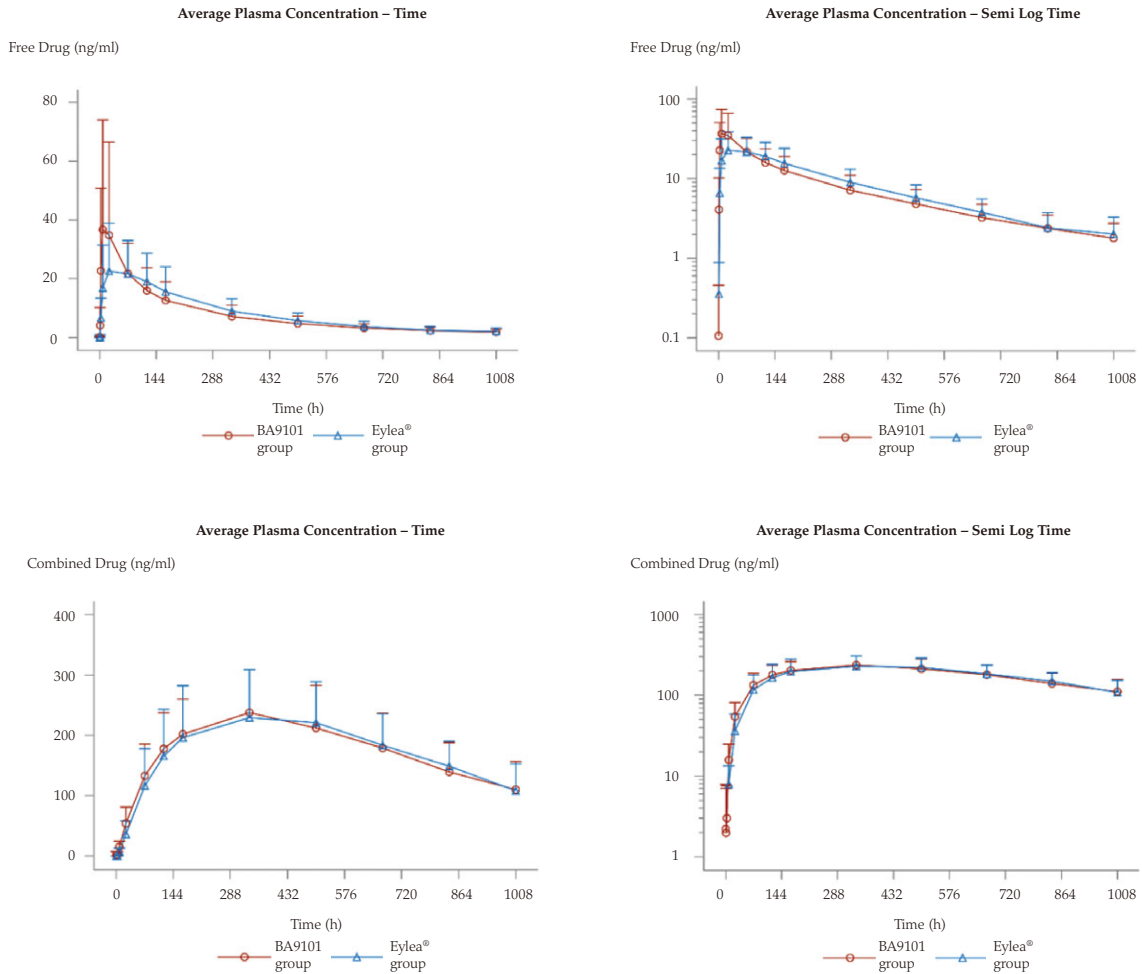 Average Plasma Concentration – Time
Free Drug (ng/ml)
80
60
40
20
0
0 144 288 432 576 720 864 1008
Time (h)
BA9101 group
Eylea® group
Average Plasma Concentration – Semi Log Time
Free Drug (ng/ml)
100
10
1
0.1
0 144 288 432 576 720 864 1008
Time (h)
BA9101 group
Eylea® group
Average Plasma Concentration – Time
Combined Drug (ng/ml)
400
300
200
100
0
0 144 288 432 576 720 864 1008
Time (h)
BA9101 group
Eylea® group
Average Plasma Concentration – Semi Log Time
Combined Drug (ng/ml)
1000
100
10
1
0 144 288 432 576 720 864 1008
Time (h)
BA9101 group
Eylea® group